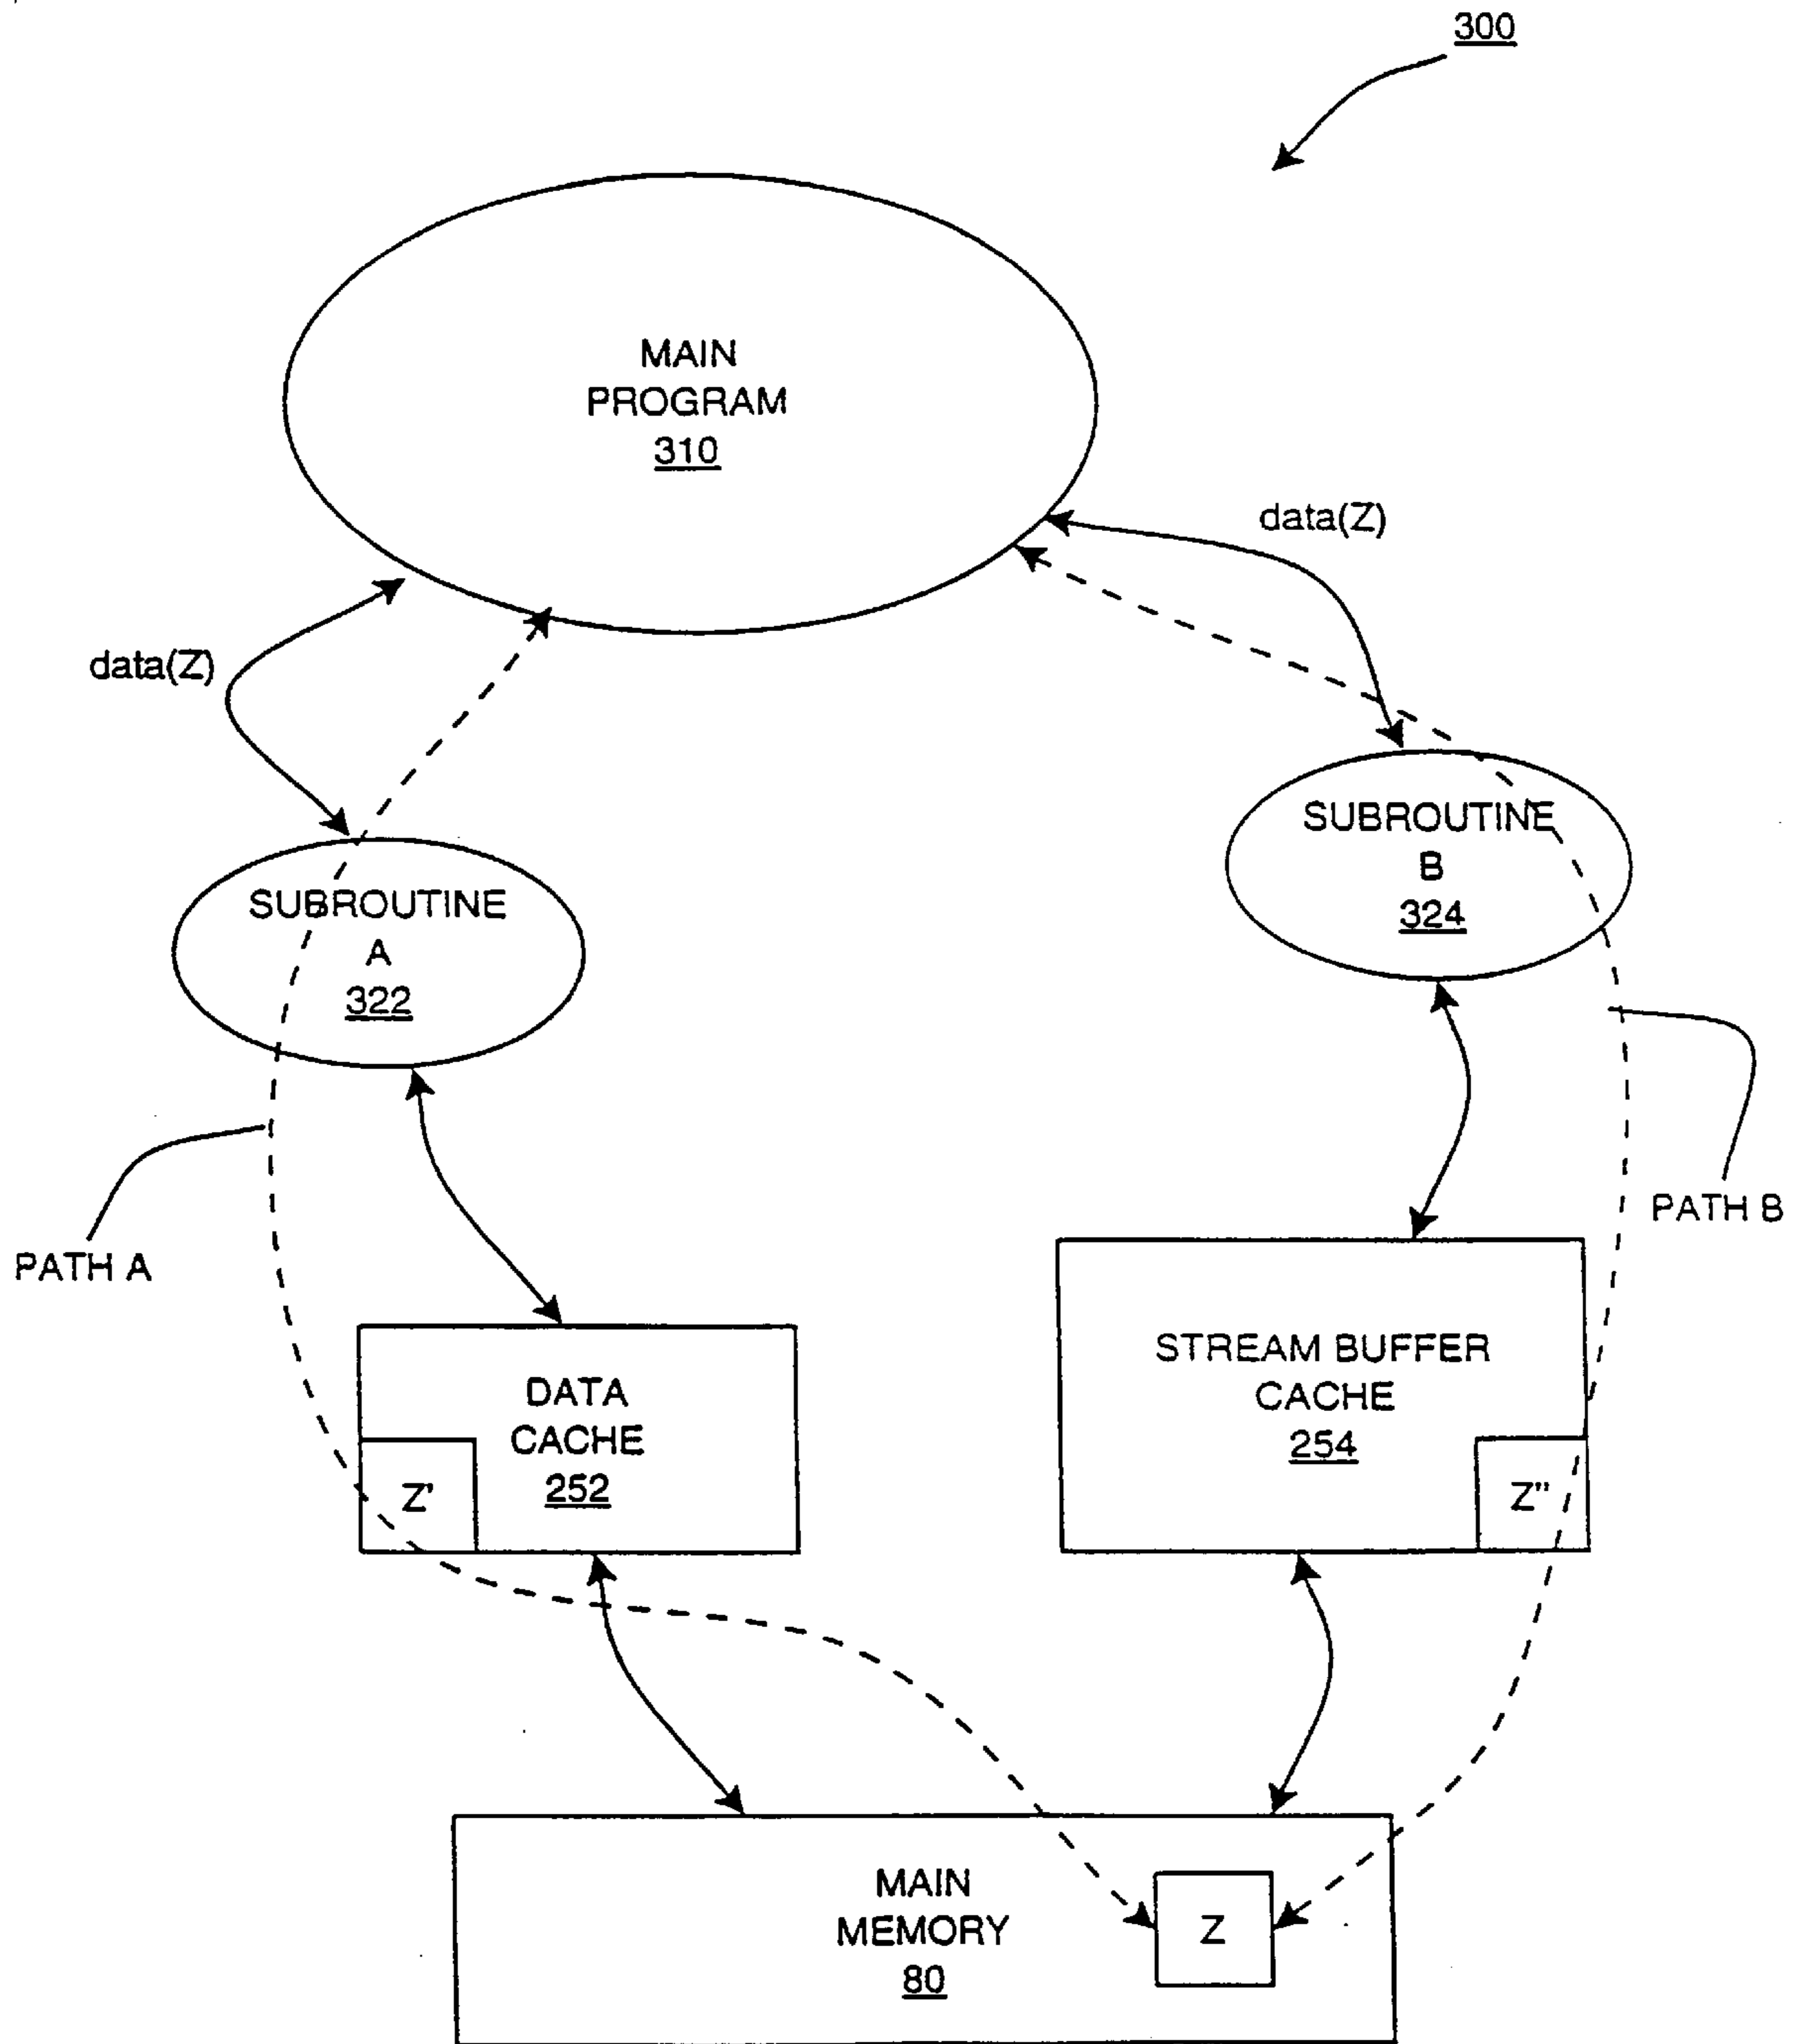 300
MAIN
PROGRAM
310
data(Z)
data(Z)
SUBROUTINE
B
324
SUBROUTINE
A
322
PATH B
PATH A
STREAM BUFFER
CACHE
254
DATA
CACHE
252
Z'
Z"
MAIN
MEMORY
80
Z